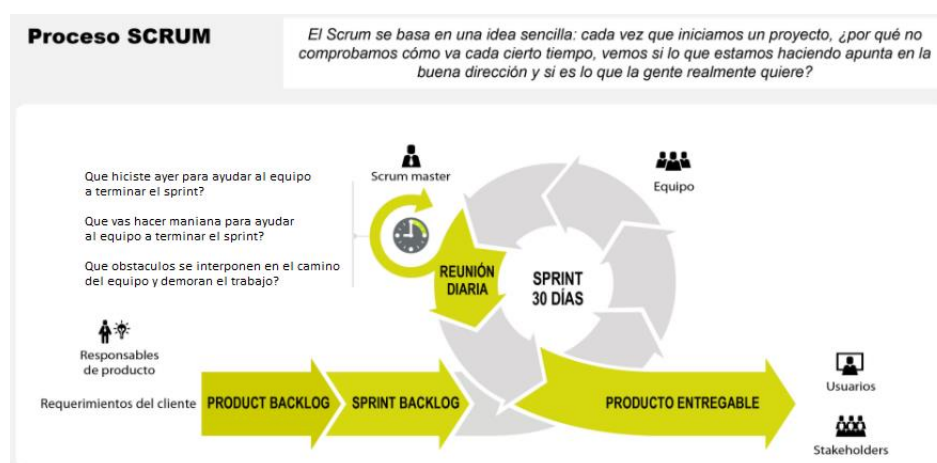 Proceso SCRUM
El Scrum se basa en una idea sencilla: cada vez que iniciamos un proyecto, ¿por qué no
comprobamos cómo va cada cierto tiempo, vemos si lo que estamos haciendo apunta en la
buena dirección y si es lo que la gente realmente quiere?
Que hiciste ayer para ayudar al equipo
a terminar el sprint?
Que vas hacer maniana para ayudar
al equipo a terminar el sprint?
Que obstaculos se interponen en el camino
del equipo y demoran el trabajo?
Scrum master
Equipo
REUNIÓN
DIARIA
SPRINT
30 DÍAS
Responsables
de producto
Requerimientos del cliente
PRODUCT BACKLOG
SPRINT BACKLOG
PRODUCTO ENTREGABLE
Usuarios
Stakeholders